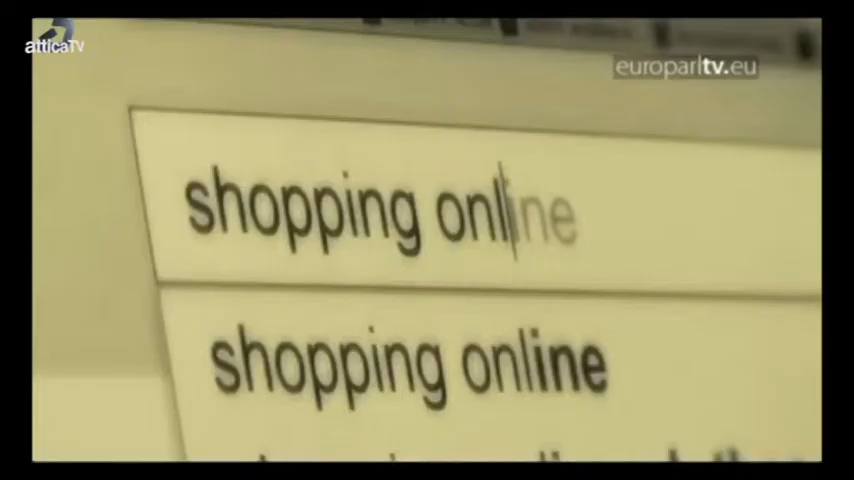 atticaTV
europarltv.eu
shopping online
shopping online